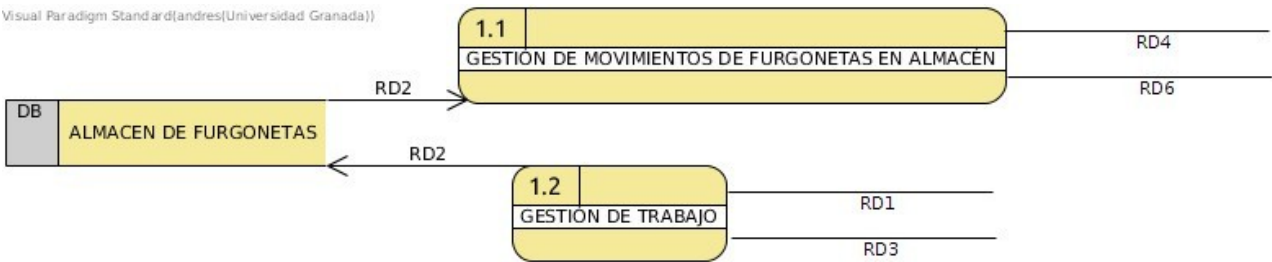 Visual Paradigm Standard(andres(Universidad Granada))
1.1
GESTIÓN DE MOVIMIENTOS DE FURGONETAS EN ALMACÉN
RD4
RD6
RD2
DB
ALMACEN DE FURGONETAS
RD2
1.2
GESTIÓN DE TRABAJO
RD1
RD3